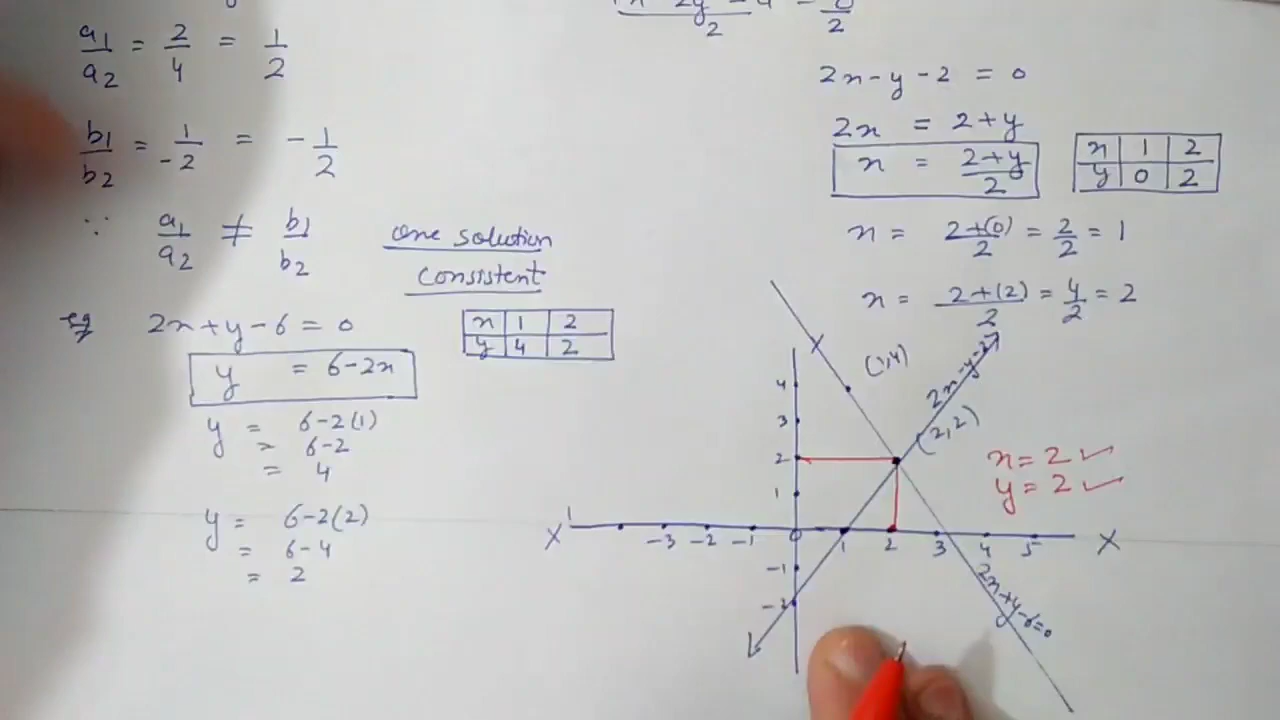 a1/a2 = 2/4 = 1/2
b1/b2 = 1/-2 = -1/2
∵ a1/a2 ≠ b1/b2
one solution
consistent
eg 2x+y-6=0
y = 6-2x
x 1 2
y 4 2
y = 6-2(1)
= 6-2
= 4
y = 6-2(2)
= 6-4
= 2
2x-y-2 = 0
2x = 2+y
x = 2+y/2
x 1 2
y 0 2
x = 2+(0)/2 = 2/2 = 1
x = 2+(2)/2 = 4/2 = 2
(1,4)
2x-y-2
(2,2)
x=2 ✓
y=2 ✓
4
3
2
1
X' -3 -2 -1 0 1 2 3 4 5 X
-1
-2
2x+y-6=0